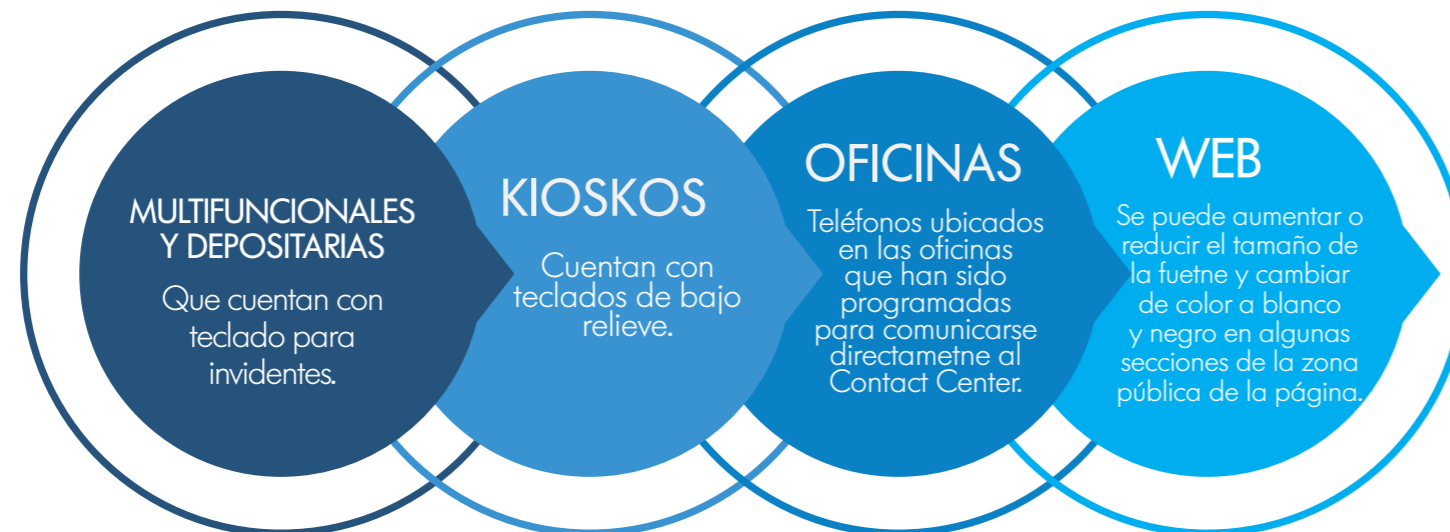 MULTIFUNCIONALES
Y DEPOSITARIAS
Que cuentan con
teclado para
invidentes.
KIOSKOS
Cuentan con
teclados de bajo
relieve.
OFICINAS
Teléfonos ubicados
en las oficinas
que han sido
programadas
para comunicarse
directametne al
Contact Center.
WEB
Se puede aumentar o
reducir el tamaño de
la fuetne y cambiar
de color a blanco
y negro en algunas
secciones de la zona
pública de la página.